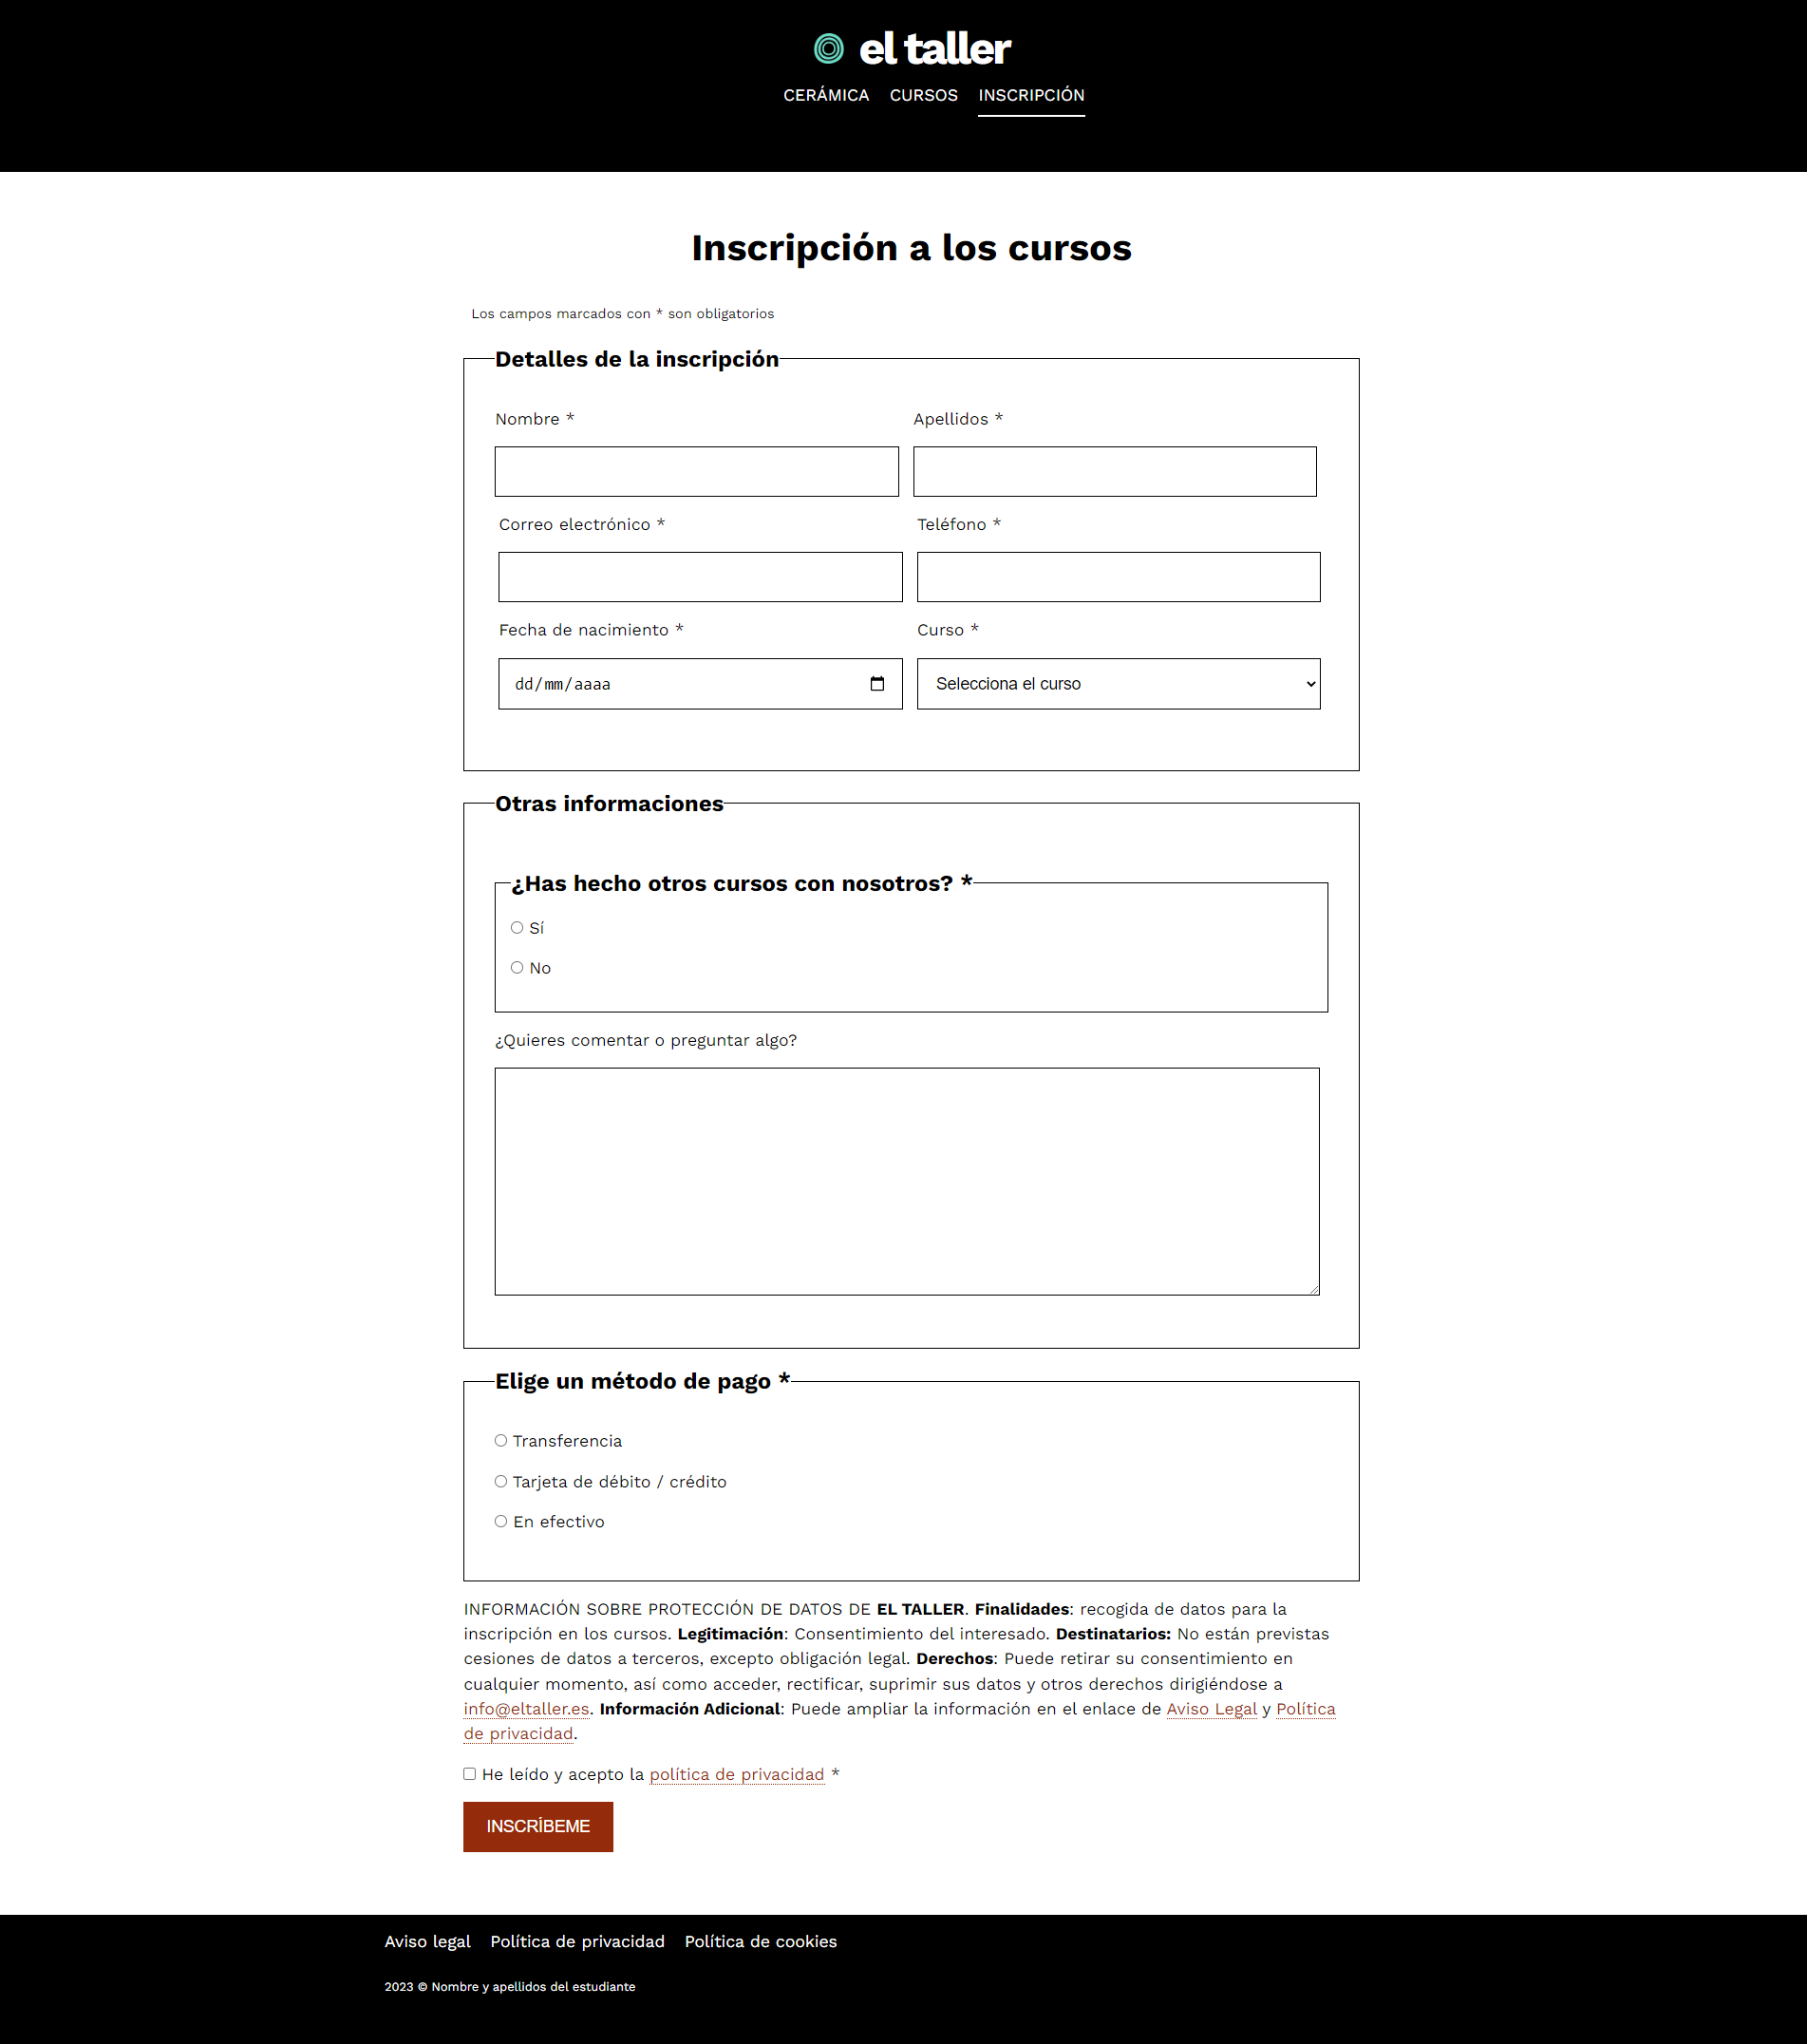 el taller
CERÁMICA CURSOS INSCRIPCIÓN
Inscripción a los cursos
Los campos marcados con * son obligatorios
Detalles de la inscripción
Nombre * Apellidos *
Correo electrónico * Teléfono *
Fecha de nacimiento * Curso *
dd/mm/aaaa Selecciona el curso
Otras informaciones
¿Has hecho otros cursos con nosotros? *
Sí
No
¿Quieres comentar o preguntar algo?
Elige un método de pago *
Transferencia
Tarjeta de débito / crédito
En efectivo
INFORMACIÓN SOBRE PROTECCIÓN DE DATOS DE EL TALLER. Finalidades: recogida de datos para la
inscripción en los cursos. Legitimación: Consentimiento del interesado. Destinatarios: No están previstas
cesiones de datos a terceros, excepto obligación legal. Derechos: Puede retirar su consentimiento en
cualquier momento, así como acceder, rectificar, suprimir sus datos y otros derechos dirigiéndose a
info@eltaller.es. Información Adicional: Puede ampliar la información en el enlace de Aviso Legal y Política
de privacidad.
He leído y acepto la política de privacidad *
INSCRÍBEME
Aviso legal Política de privacidad Política de cookies
2023 © Nombre y apellidos del estudiante